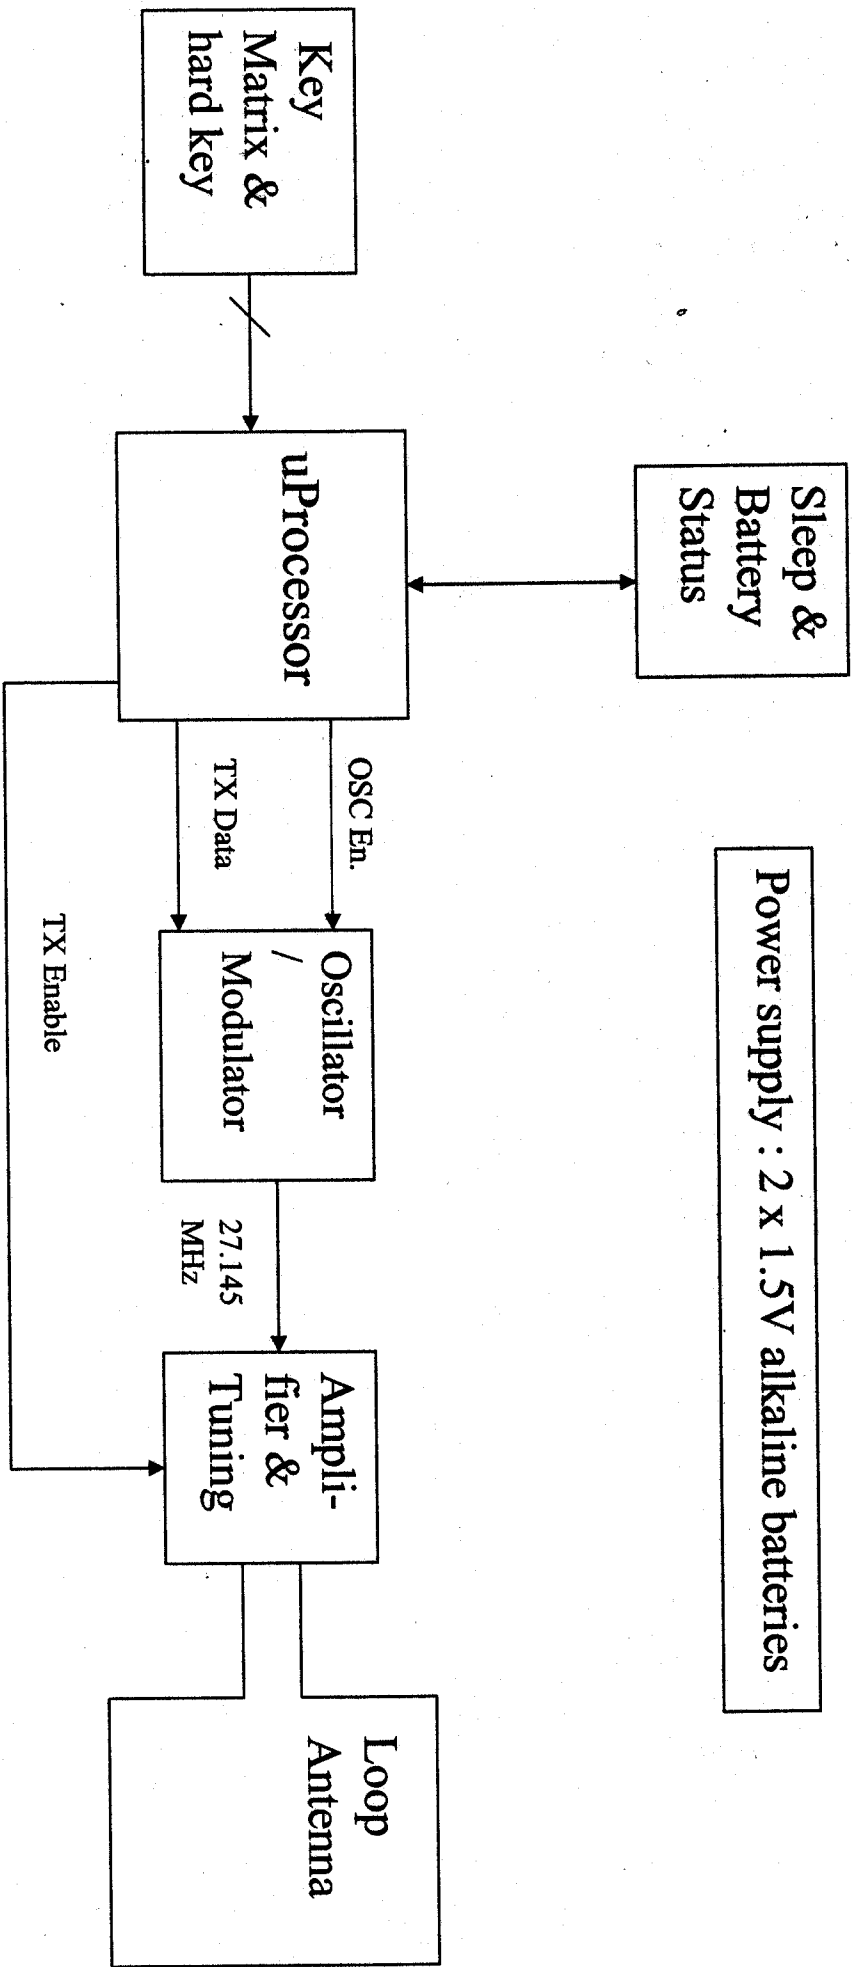 Sleep &
Battery
Status
Power supply : 2 x 1.5V alkaline batteries
Key
Matrix &
hard key
uProcessor
OSC En.
TX Data
Oscillator
/
Modulator
27.145
MHz
Ampli-
fier &
Tuning
Loop
Antenna
TX Enable